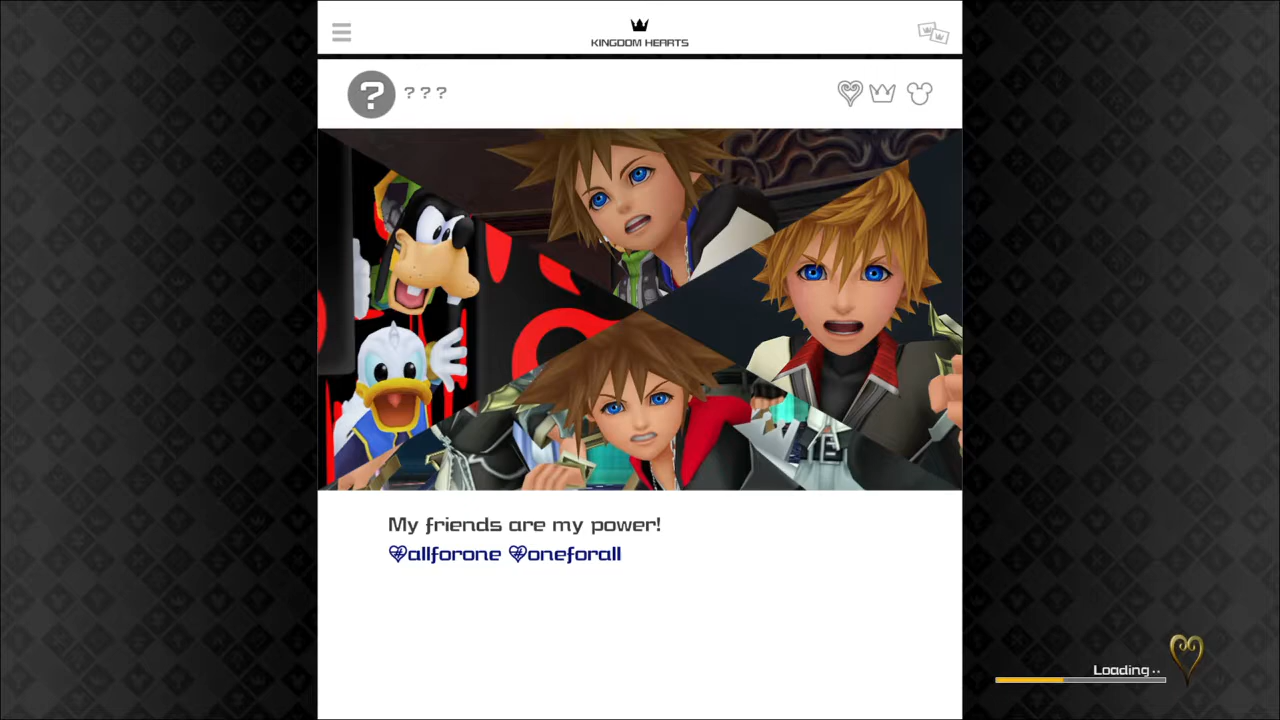 KINGDOM HEARTS
?
? ? ?
My friends are my power!
#allforone #oneforall
Loading..